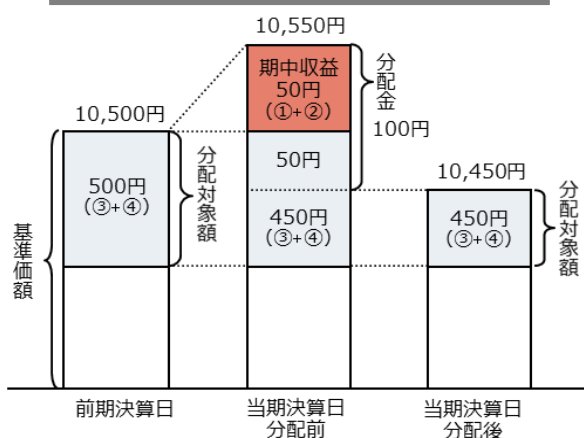 10,550円
期中収益
50円
(①+②)
分配金
100円
10,500円
50円
10,450円
500円
(③+④)
分配対象額
450円
(③+④)
450円
(③+④)
分配対象額
基準価額
前期決算日
当期決算日
分配前
当期決算日
分配後